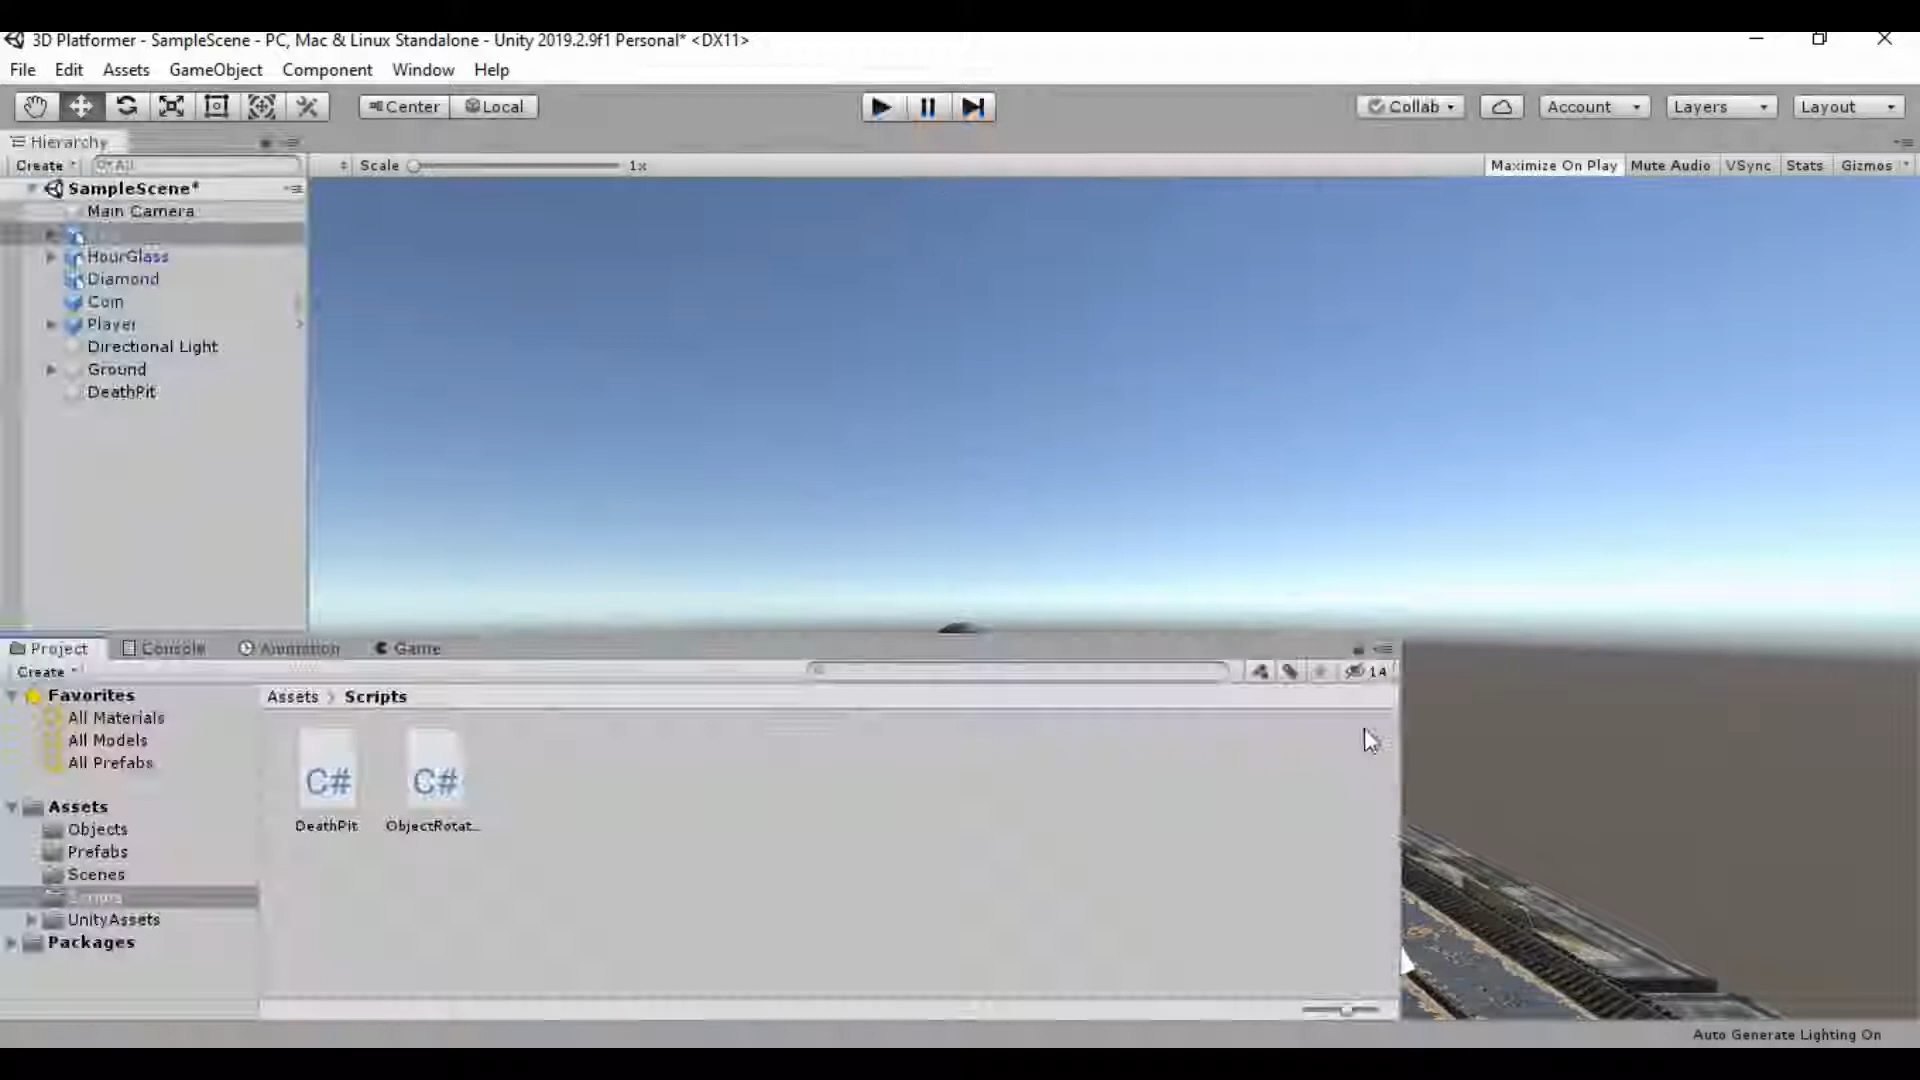 3D Platformer - SampleScene - PC, Mac & Linux Standalone - Unity 2019.2.9f1 Personal* <DX11>
File Edit Assets GameObject Component Window Help
Center Local Collab Account Layers Layout
Hierarchy
Create All Scale 1x Maximize On Play Mute Audio VSync Stats Gizmos
SampleScene*
Main Camera
HourGlass
Diamond
Coin
Player
Directional Light
Ground
DeathPit
Project Console Animation Game
Create 14
Favorites Assets > Scripts
All Materials
All Models
All Prefabs
C# C#
DeathPit ObjectRotat...
Assets
Objects
Prefabs
Scenes
Scripts
UnityAssets
Packages
Auto Generate Lighting On